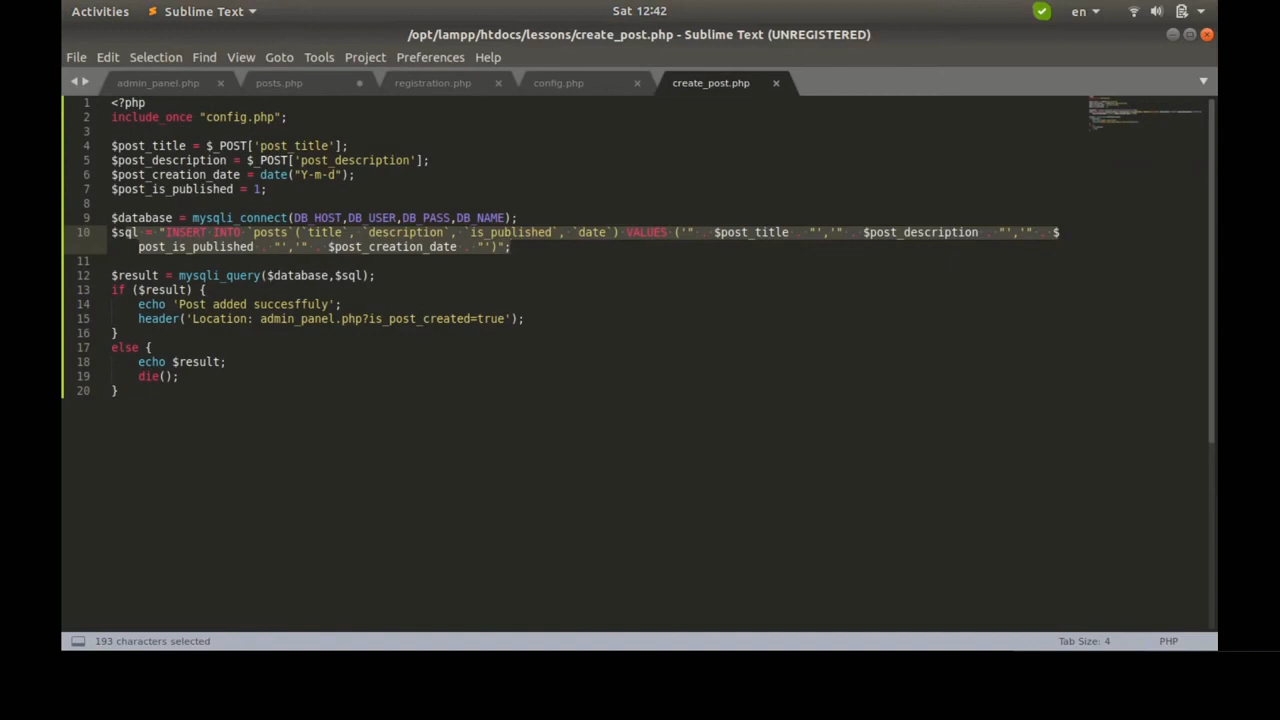 Activities Sublime Text Sat 12:42 en
/opt/lampp/htdocs/lessons/create_post.php - Sublime Text (UNREGISTERED)
File Edit Selection Find View Goto Tools Project Preferences Help
admin_panel.php posts.php registration.php config.php create_post.php
1 <?php
2 include_once "config.php";
3
4 $post_title = $_POST['post_title'];
5 $post_description = $_POST['post_description'];
6 $post_creation_date = date("Y-m-d");
7 $post_is_published = 1;
8
9 $database = mysqli_connect(DB_HOST,DB_USER,DB_PASS,DB_NAME);
10 $sql = "INSERT INTO `posts`(`title`, `description`, `is_published`, `date`) VALUES ('" . $post_title . "','" . $post_description . "','" . $
post_is_published . "','" . $post_creation_date . "')";
11
12 $result = mysqli_query($database,$sql);
13 if ($result) {
14 echo 'Post added succesffuly';
15 header('Location: admin_panel.php?is_post_created=true');
16 }
17 else {
18 echo $result;
19 die();
20 }
193 characters selected Tab Size: 4 PHP